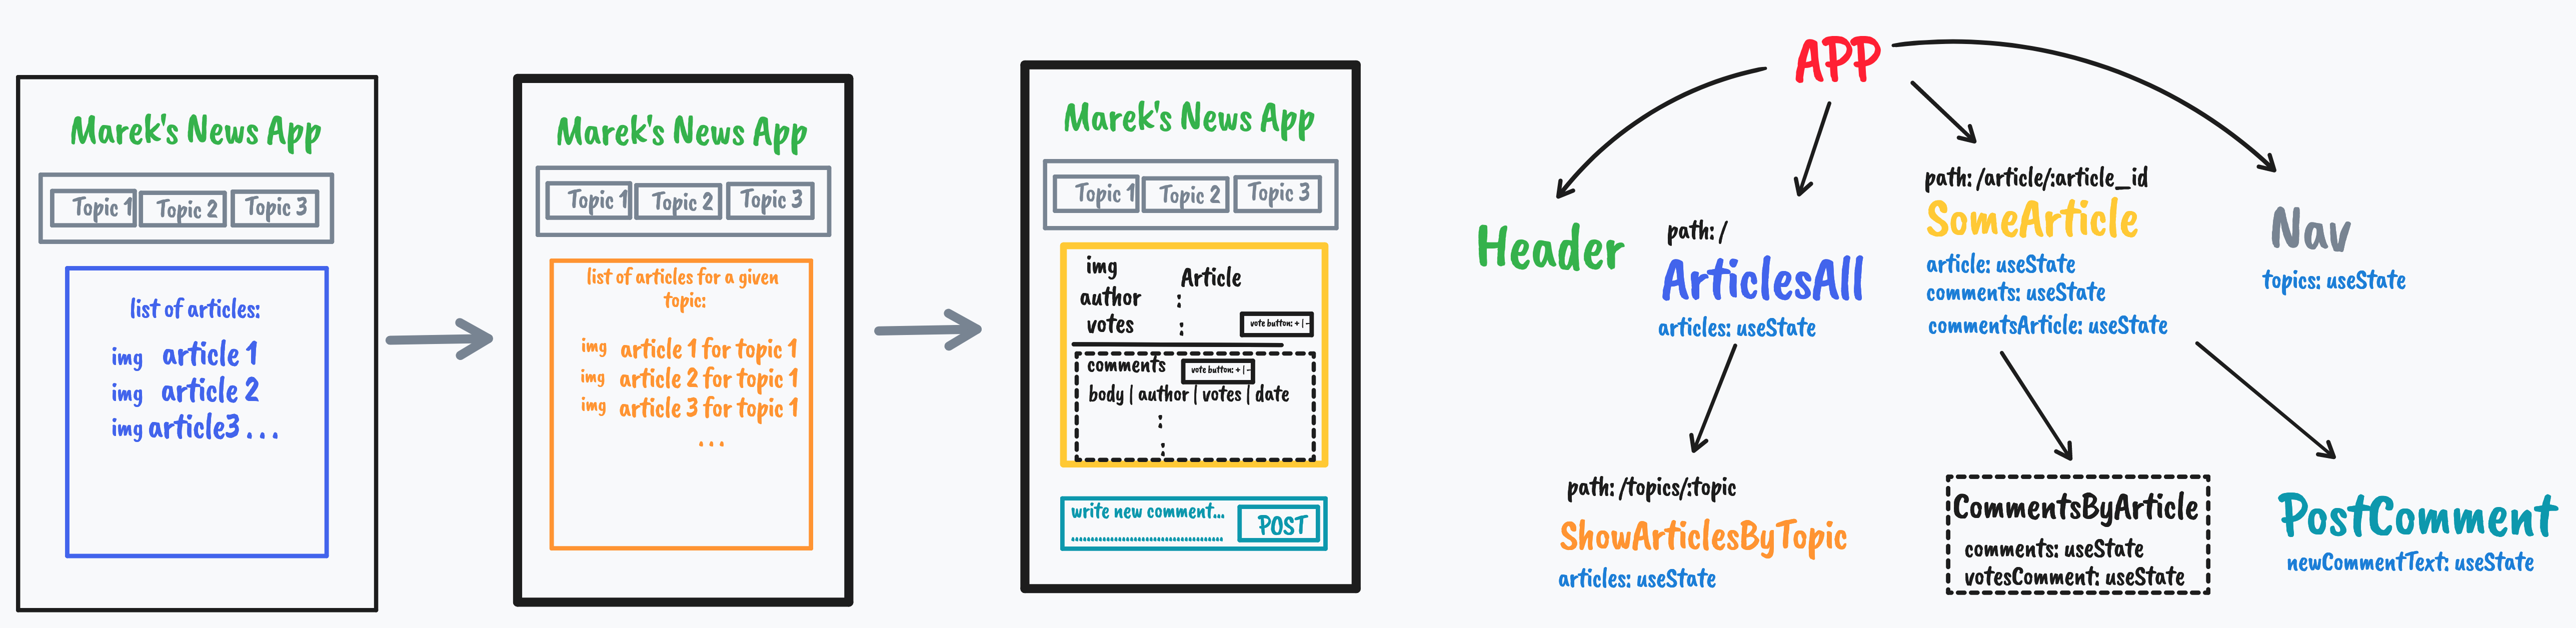 Marek's News App
Topic 1
Topic 2
Topic 3
list of articles:
img article 1
img article 2
img article3 ...
Marek's News App
Topic 1
Topic 2
Topic 3
list of articles for a given
topic:
img article 1 for topic 1
img article 2 for topic 1
img article 3 for topic 1
...
Marek's News App
Topic 1
Topic 2
Topic 3
img
Article
author :
votes :
vote button: + | -
comments
vote button: + | -
body | author | votes | date
:
:
write new comment...
POST
APP
Header
path: /
ArticlesAll
articles: useState
path: /article/:article_id
SomeArticle
article: useState
comments: useState
commentsArticle: useState
Nav
topics: useState
path: /topics/:topic
ShowArticlesByTopic
articles: useState
CommentsByArticle
comments: useState
votesComment: useState
PostComment
newCommentText: useState